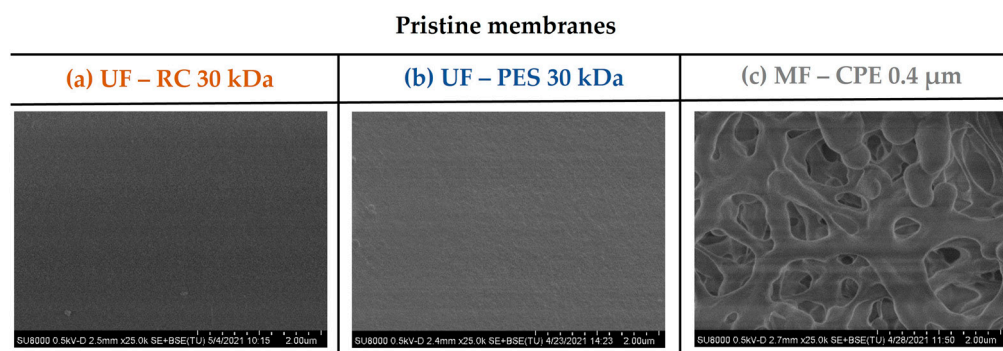 Pristine membranes
(a) UF – RC 30 kDa
(b) UF – PES 30 kDa
(c) MF – CPE 0.4 μm
SU8000 0.5kV-D 2.5mm x25.0k SE+BSE(TU) 5/4/2021 10:15 2.00um
SU8000 0.5kV-D 2.4mm x25.0k SE+BSE(TU) 4/23/2021 14:23 2.00um
SU8000 0.5kV-D 2.7mm x25.0k SE+BSE(TU) 4/28/2021 11:50 2.00um